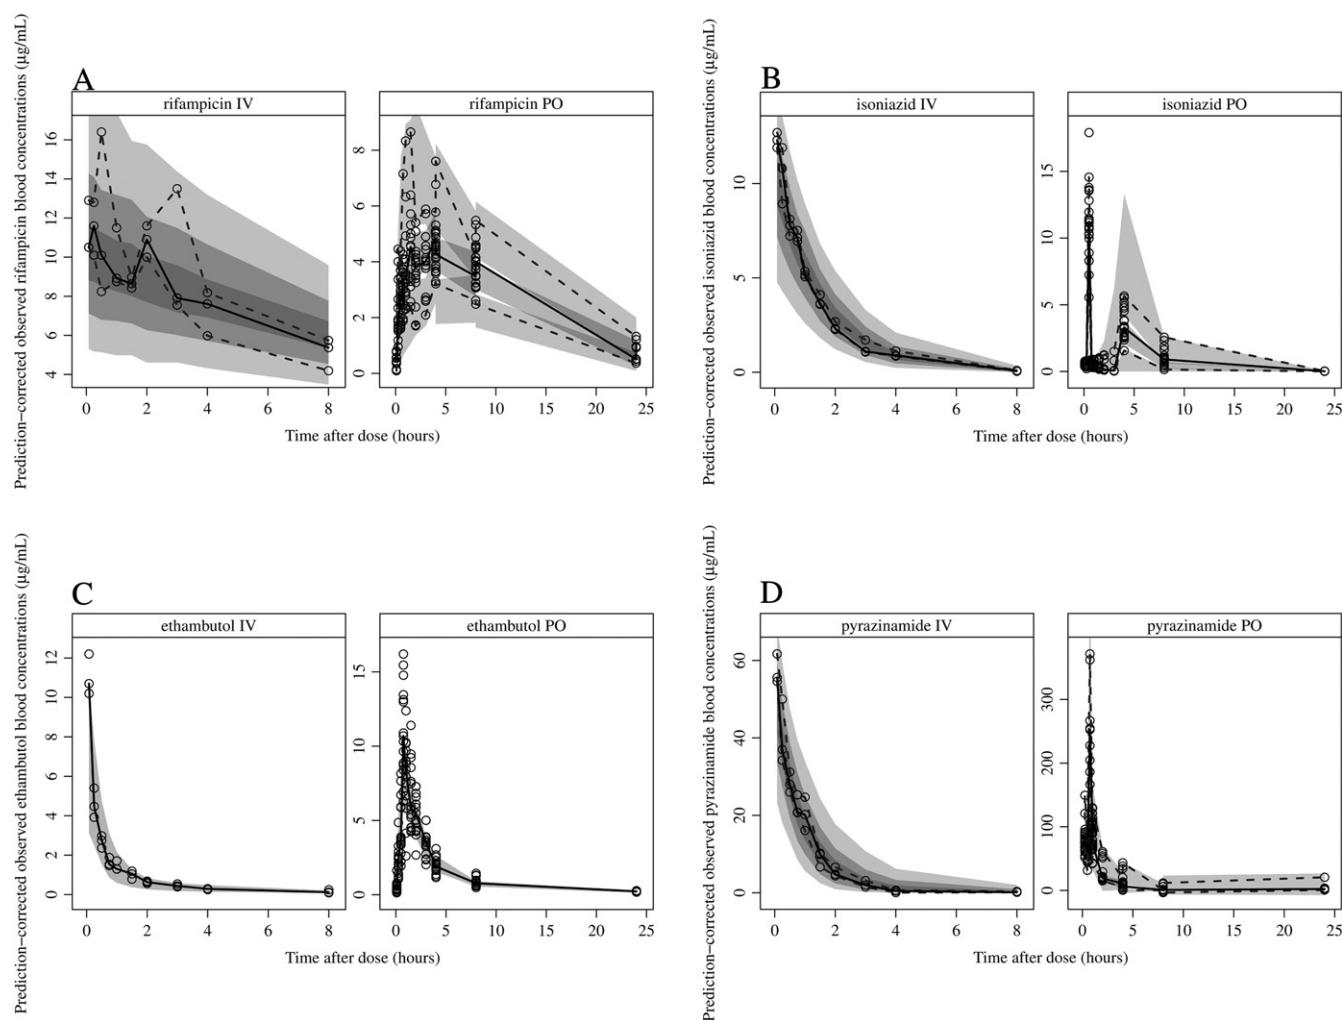 A
B
Prediction−corrected observed rifampicin blood concentrations (μg/mL)
rifampicin IV
rifampicin PO
16
14
12
10
8
6
4
8
6
4
2
0
0 2 4 6 8
0 5 10 15 20 25
Time after dose (hours)
Prediction−corrected observed isoniazid blood concentrations (μg/mL)
isoniazid IV
isoniazid PO
10
5
0
15
10
5
0
0 2 4 6 8
0 5 10 15 20 25
Time after dose (hours)
C
D
Prediction−corrected observed ethambutol blood concentrations (μg/mL)
ethambutol IV
ethambutol PO
12
10
8
6
4
2
0
15
10
5
0
0 2 4 6 8
0 5 10 15 20 25
Time after dose (hours)
Prediction−corrected observed pyrazinamide blood concentrations (μg/mL)
pyrazinamide IV
pyrazinamide PO
60
40
20
0
300
200
100
0
0 2 4 6 8
0 5 10 15 20 25
Time after dose (hours)